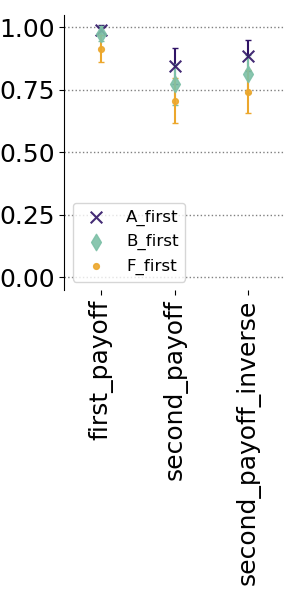 1.00
0.75
0.50
0.25
0.00
A_first
B_first
F_first
first_payoff
second_payoff
second_payoff_inverse